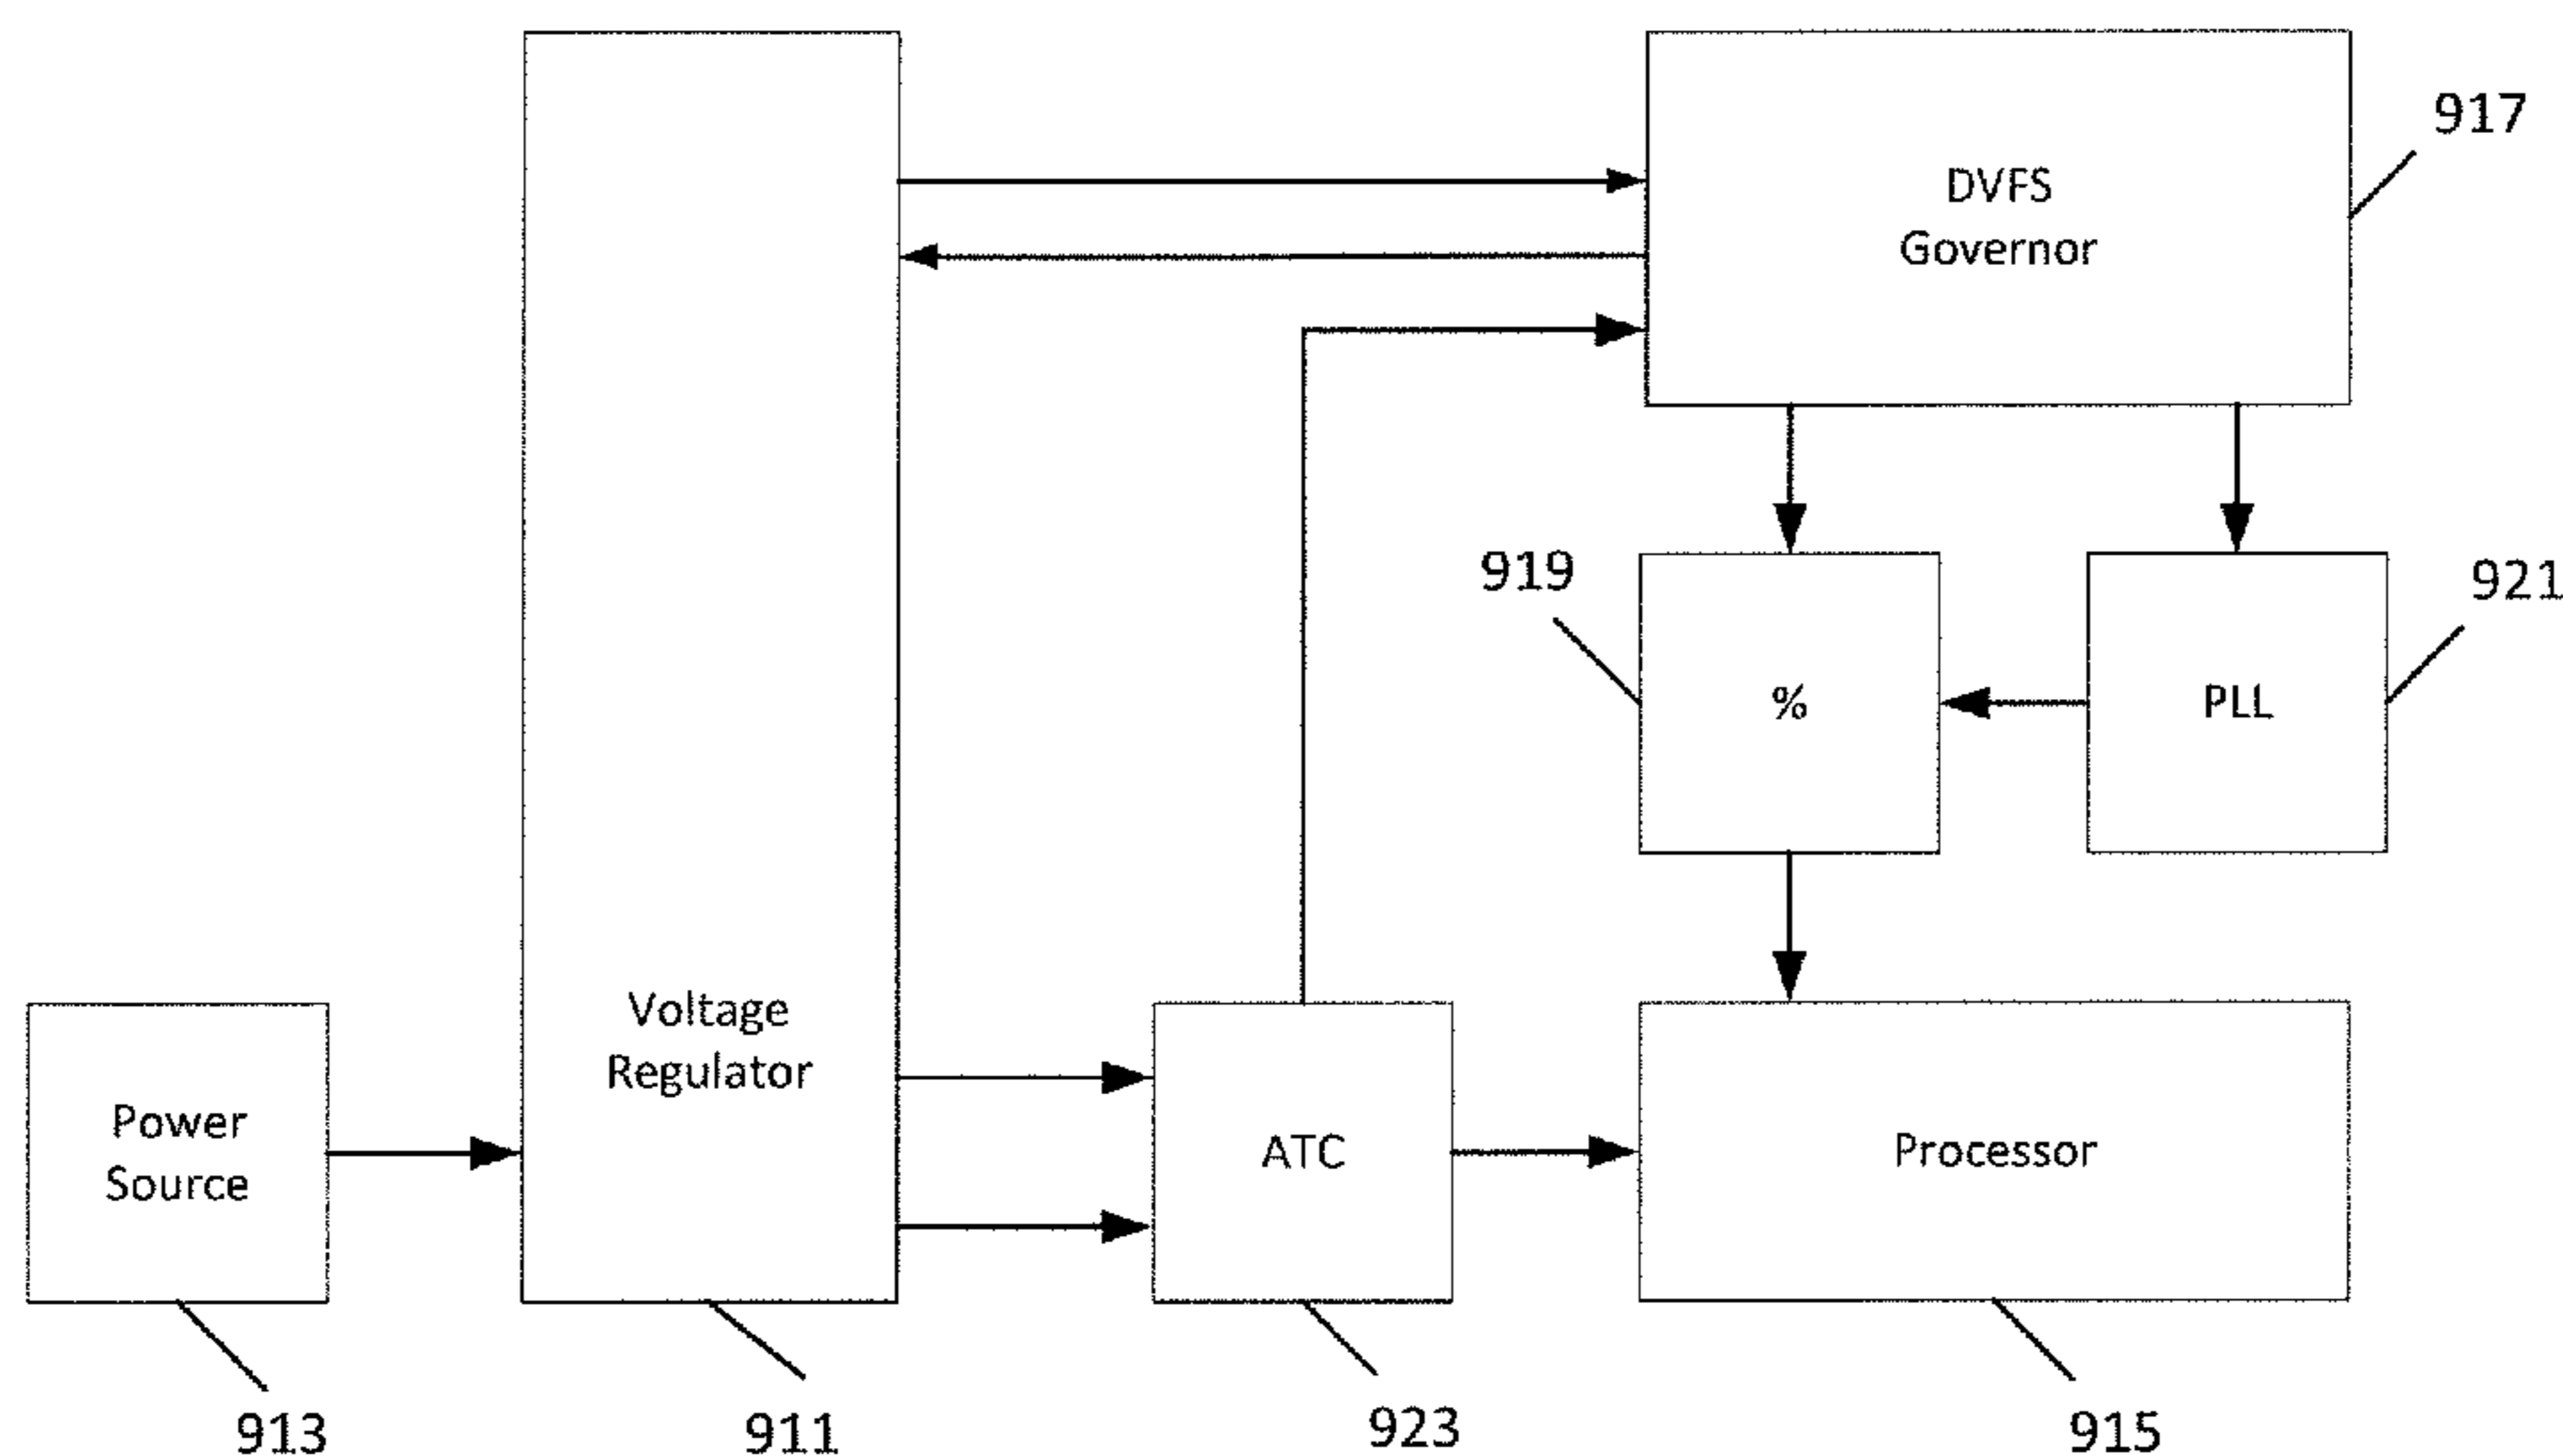 917
DVFS
Governor
919
921
%
PLL
Voltage
Regulator
Power
Source
ATC
Processor
913
911
923
915